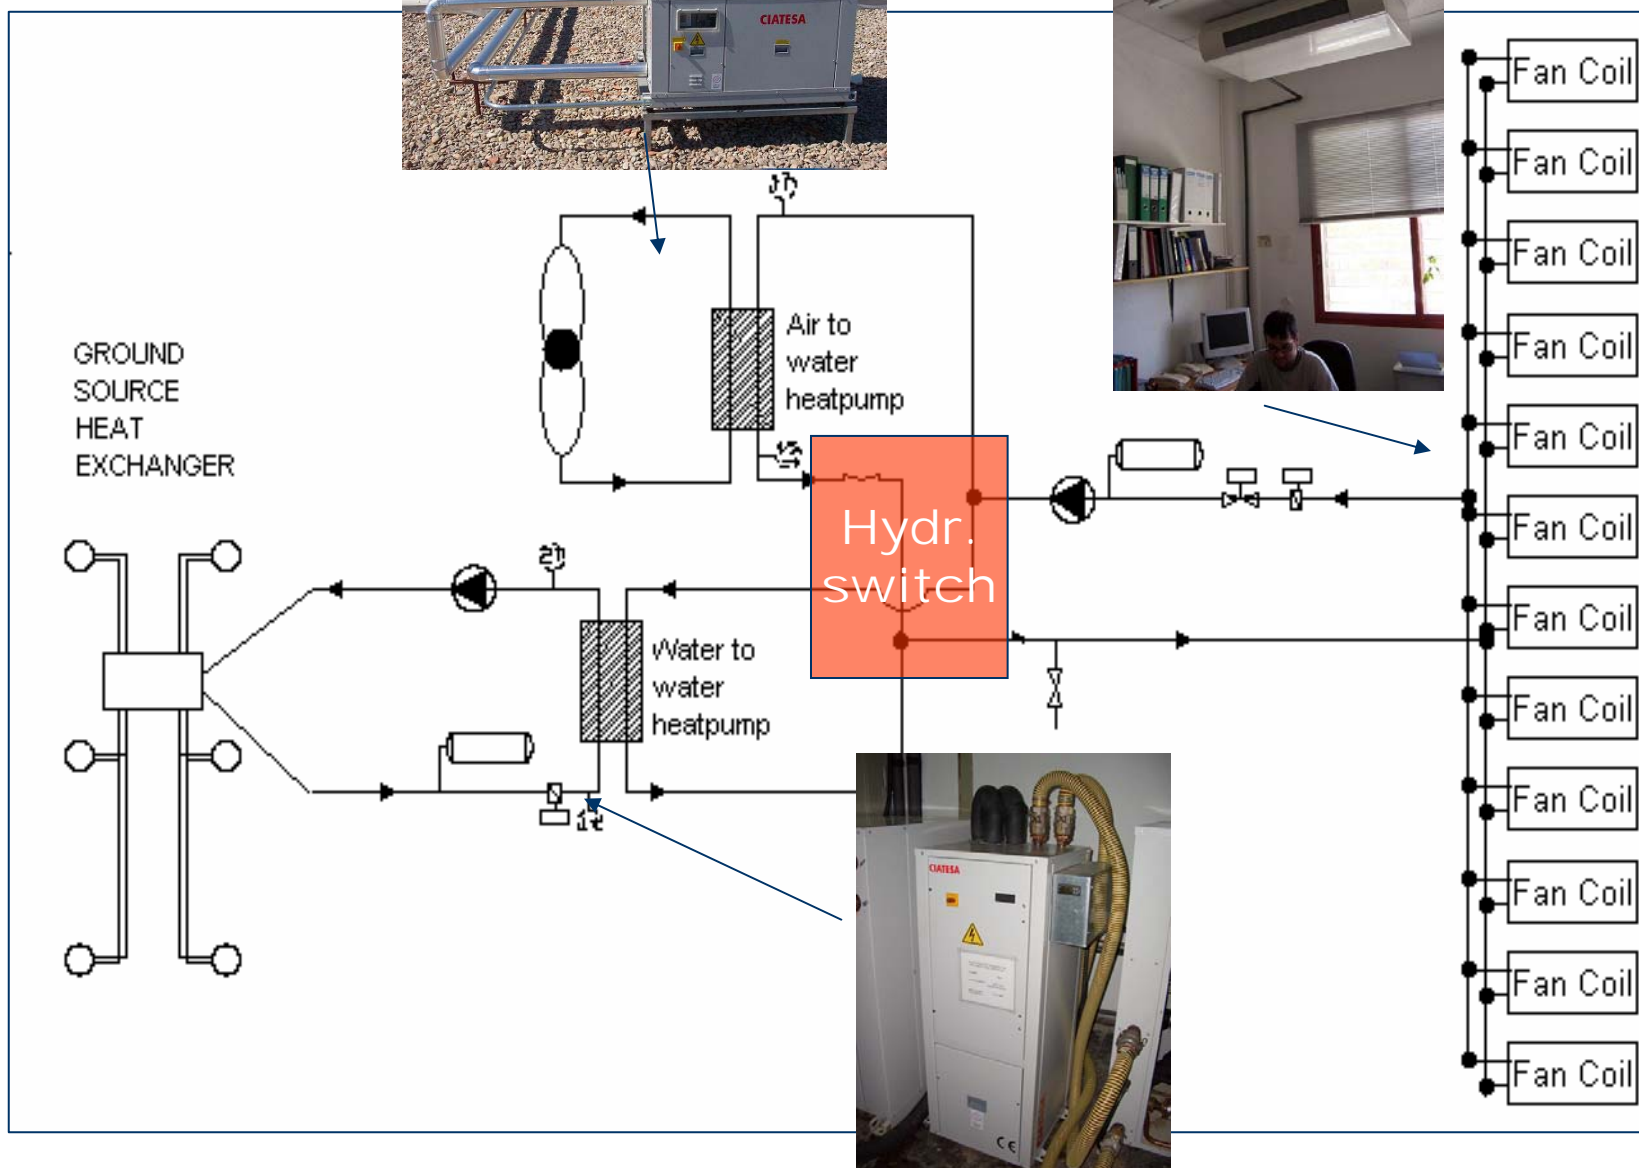 CIATESA
Fan Coil
Fan Coil
Fan Coil
Fan Coil
Fan Coil
Fan Coil
Fan Coil
Fan Coil
Fan Coil
Fan Coil
Fan Coil
Fan Coil
Air to
water
heatpump
GROUND
SOURCE
HEAT
EXCHANGER
Hydr.
switch
Water to
water
heatpump
CIATESA
CE